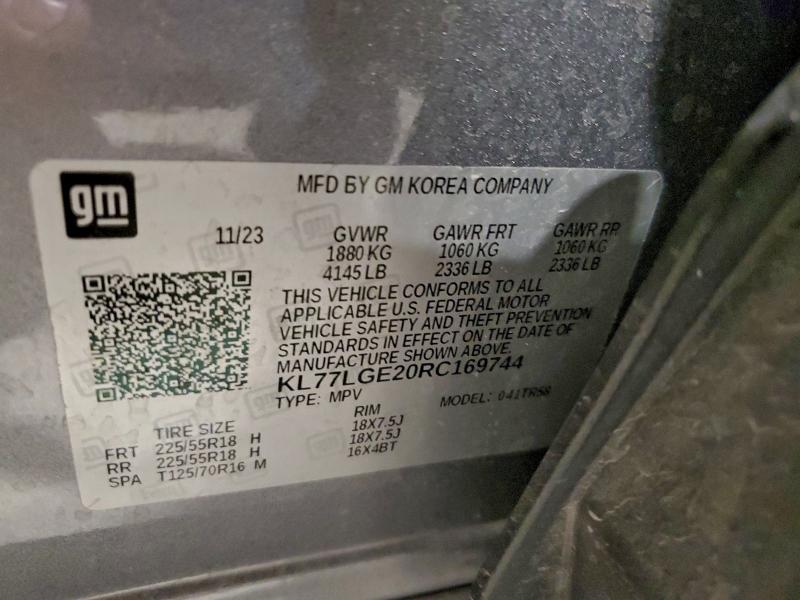 gm
MFD BY GM KOREA COMPANY
11/23 GVWR GAWR FRT GAWR RR
1880 KG 1060 KG 1060 KG
4145 LB 2336 LB 2336 LB
THIS VEHICLE CONFORMS TO ALL
APPLICABLE U.S. FEDERAL MOTOR
VEHICLE SAFETY AND THEFT PREVENTION
STANDARDS IN EFFECT ON THE DATE OF
MANUFACTURE SHOWN ABOVE.
KL77LGE20RC169744
TYPE: MPV MODEL: 041TR58
TIRE SIZE RIM
FRT 225/55R18 H 18X7.5J
RR 225/55R18 H 18X7.5J
SPA T125/70R16 M 16X4BT